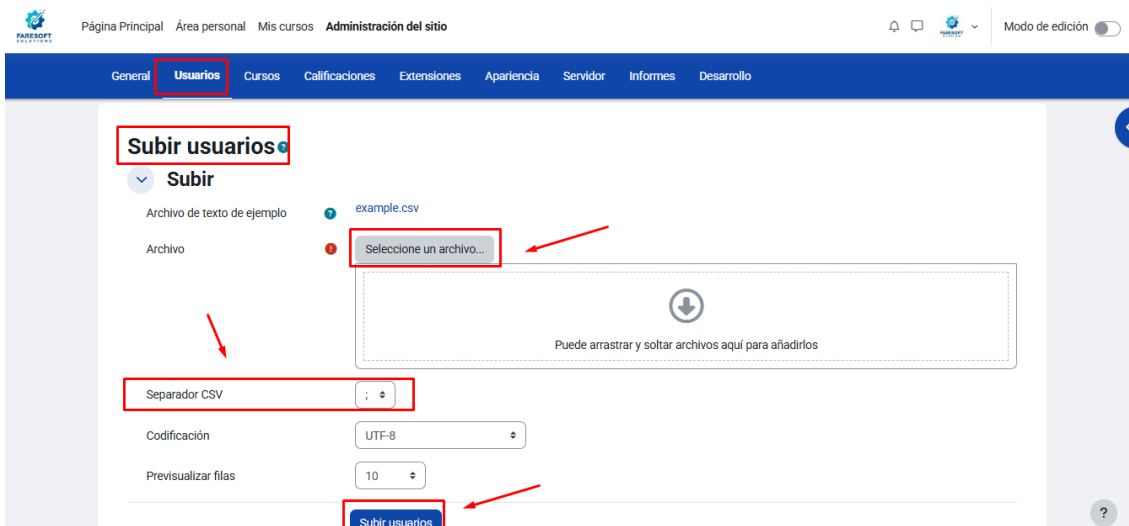 FARESOFT
SOLUTIONS
Página Principal Área personal Mis cursos Administración del sitio
Modo de edición
General Usuarios Cursos Calificaciones Extensiones Apariencia Servidor Informes Desarrollo
Subir usuarios ?
Subir
Archivo de texto de ejemplo ? example.csv
Archivo ! Seleccione un archivo...
Puede arrastrar y soltar archivos aquí para añadirlos
Separador CSV ;
Codificación UTF-8
Previsualizar filas 10
Subir usuarios
?